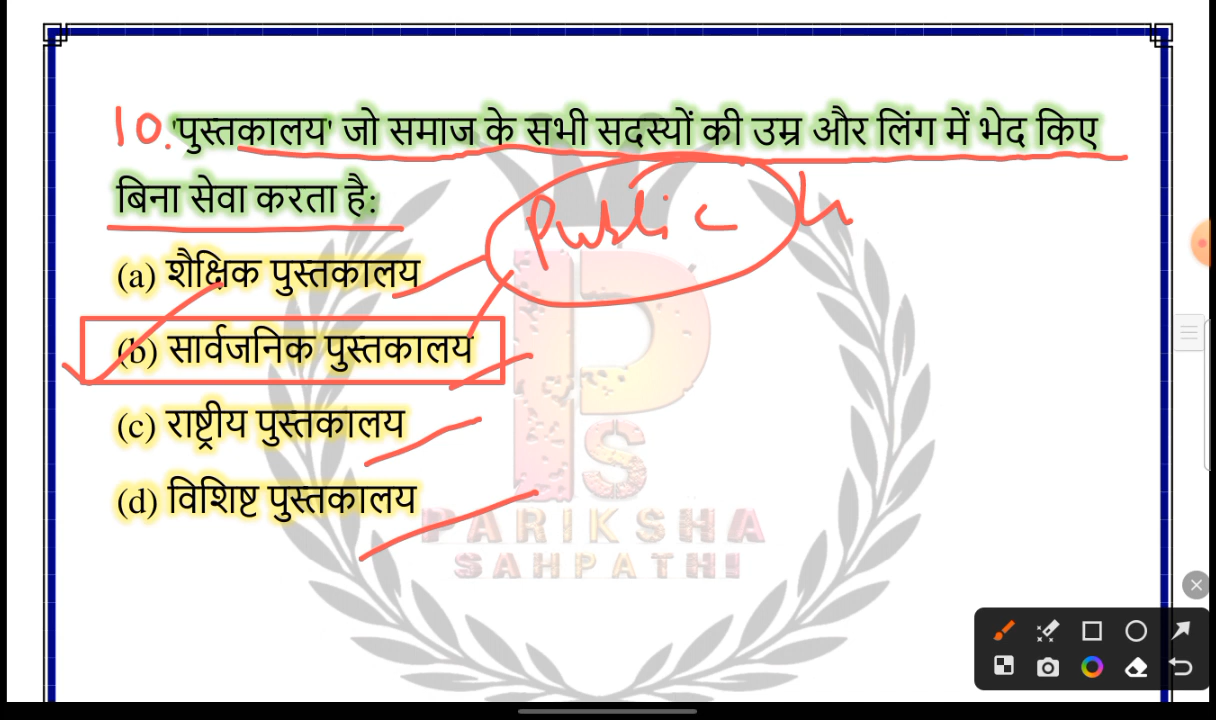 10. 'पुस्तकालय' जो समाज के सभी सदस्यों की उम्र और लिंग में भेद किए
बिना सेवा करता है:
Public
(a) शैक्षिक पुस्तकालय
(b) सार्वजनिक पुस्तकालय
(c) राष्ट्रीय पुस्तकालय
(d) विशिष्ट पुस्तकालय
PS
PARIKSHA
SAHPATHI